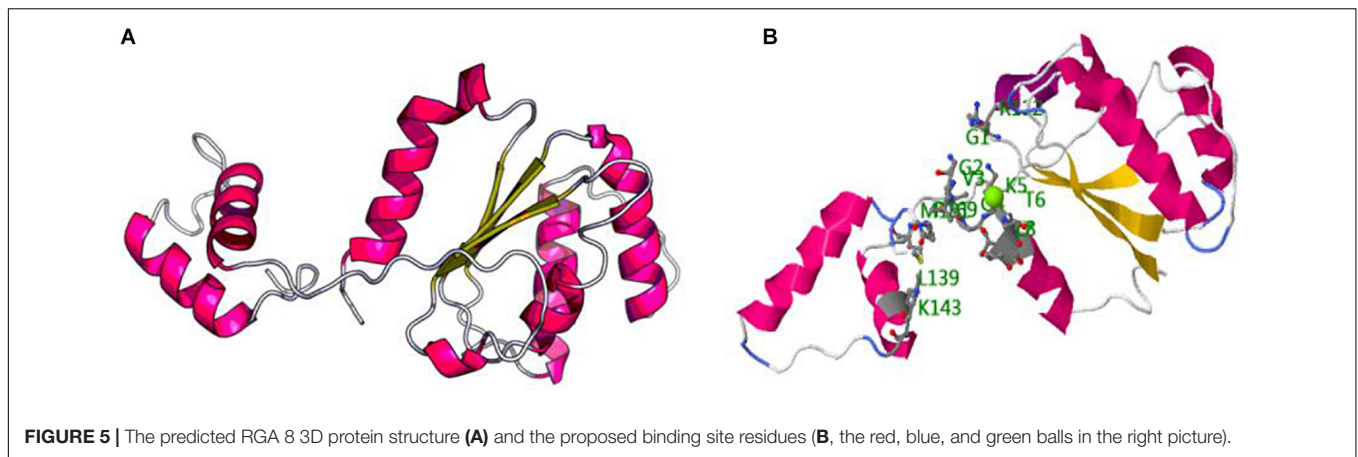 A
B
G1
G2
V3
K5
T6
L139
K143
FIGURE 5 | The predicted RGA 8 3D protein structure (A) and the proposed binding site residues (B, the red, blue, and green balls in the right picture).